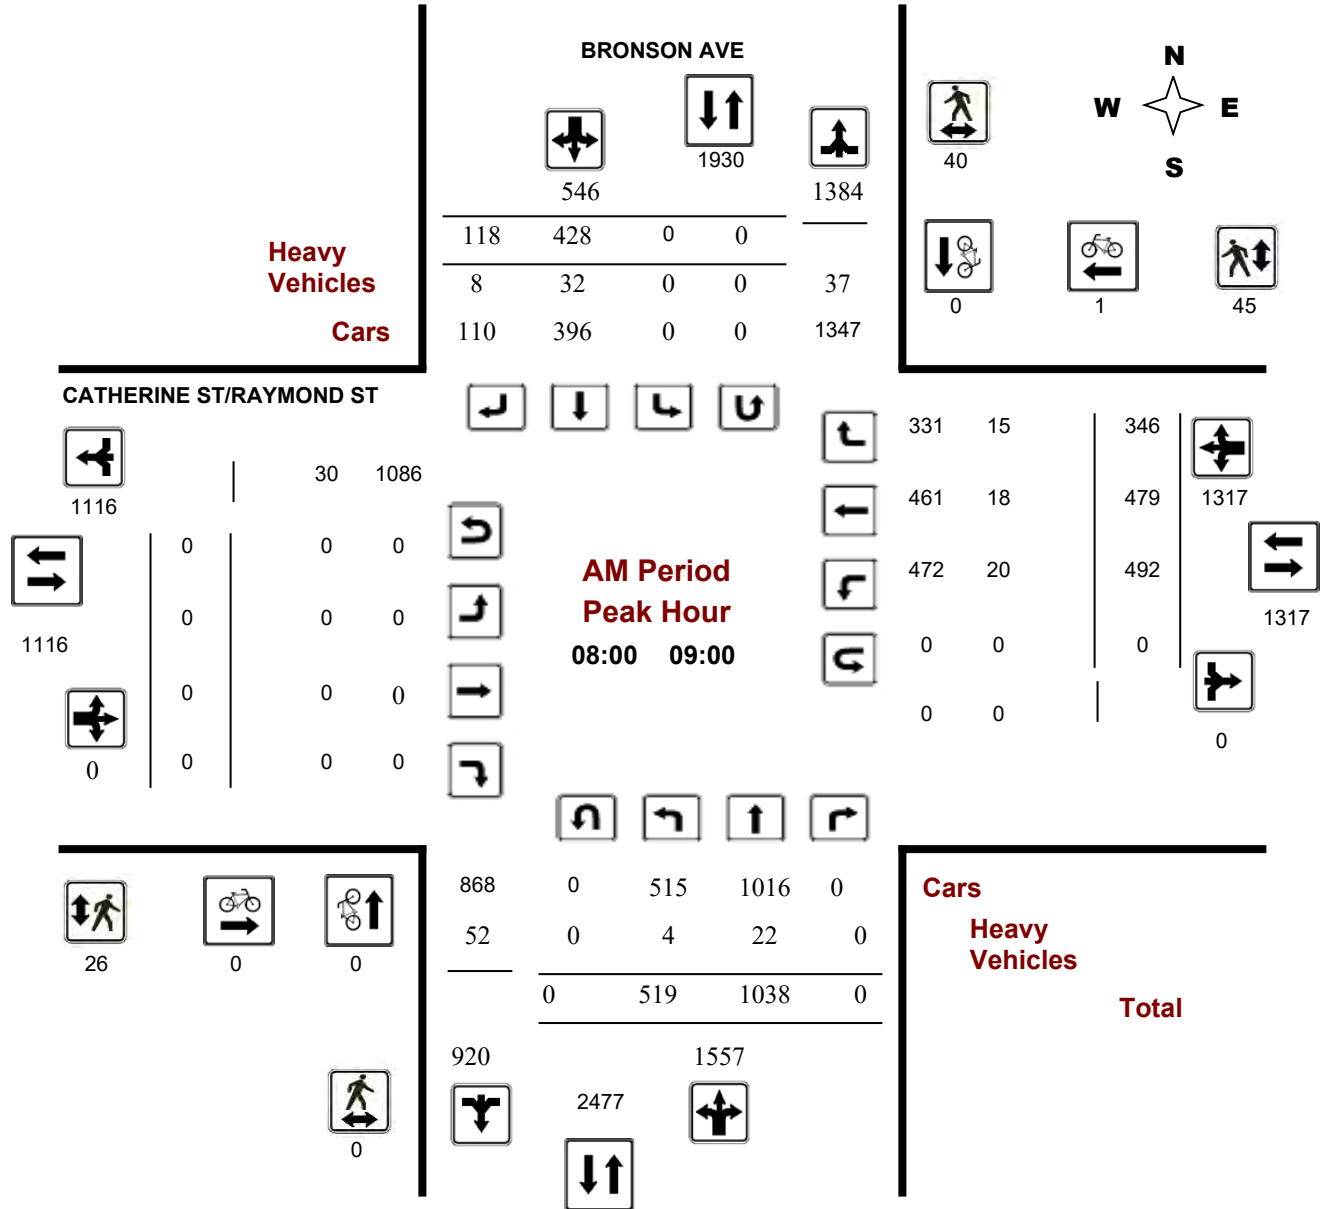 BRONSON AVE
N
W E
S
1930
40
546 1384
118 428 0 0
Heavy
Vehicles
8 32 0 0 37
0 1 45
Cars
110 396 0 0 1347
CATHERINE ST/RAYMOND ST
331 15 346
30 1086
1116
461 18 479 1317
0 0 0
AM Period
472 20 492
Peak Hour
0 0 0
1317
1116
08:00 09:00
0 0 0
0 0 0
0 0
0
0 0 0 0
868 0 515 1016 0
Cars
52 0 4 22 0
Heavy
Vehicles
26 0 0
0 519 1038 0
Total
920 1557
2477
0